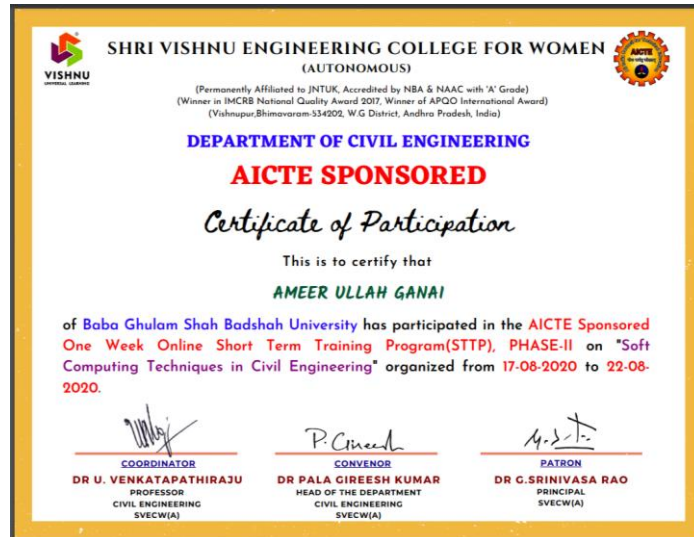 VISHNU
UNIVERSAL LEARNING
SHRI VISHNU ENGINEERING COLLEGE FOR WOMEN
(AUTONOMOUS)
(Permanently Affiliated to JNTUK, Accredited by NBA & NAAC with 'A' Grade)
(Winner in IMCRB National Quality Award 2017, Winner of APQO International Award)
(Vishnupur,Bhimavaram-534202, W.G District, Andhra Pradesh, India)
AICTE
DEPARTMENT OF CIVIL ENGINEERING
AICTE SPONSORED
Certificate of Participation
This is to certify that
AMEER ULLAH GANAI
of Baba Ghulam Shah Badshah University has participated in the AICTE Sponsored
One Week Online Short Term Training Program(STTP), PHASE-II on "Soft
Computing Techniques in Civil Engineering" organized from 17-08-2020 to 22-08-
2020.
P. Gireesh
COORDINATOR
DR U. VENKATAPATHIRAJU
PROFESSOR
CIVIL ENGINEERING
SVECW(A)
CONVENOR
DR PALA GIREESH KUMAR
HEAD OF THE DEPARTMENT
CIVIL ENGINEERING
SVECW(A)
PATRON
DR G.SRINIVASA RAO
PRINCIPAL
SVECW(A)